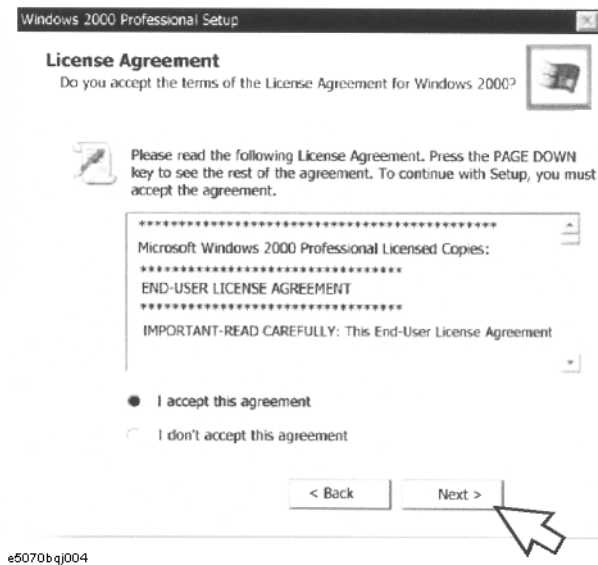 Windows 2000 Professional Setup
License Agreement
Do you accept the terms of the License Agreement for Windows 2000?
Please read the following License Agreement. Press the PAGE DOWN
key to see the rest of the agreement. To continue with Setup, you must
accept the agreement.
*********************************************
Microsoft Windows 2000 Professional Licensed Copies:
*********************************
END-USER LICENSE AGREEMENT
*********************************
IMPORTANT-READ CAREFULLY: This End-User License Agreement
I accept this agreement
I don't accept this agreement
< Back
Next >
e5070bqj004